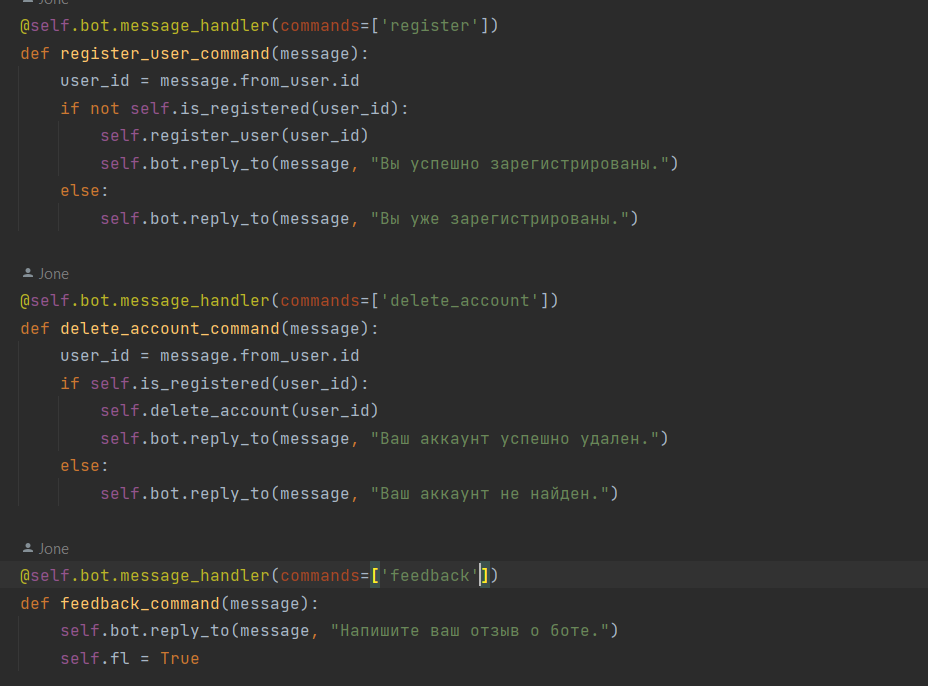 Jone
@self.bot.message_handler(commands=['register'])
def register_user_command(message):
    user_id = message.from_user.id
    if not self.is_registered(user_id):
        self.register_user(user_id)
        self.bot.reply_to(message, "Вы успешно зарегистрированы.")
    else:
        self.bot.reply_to(message, "Вы уже зарегистрированы.")
Jone
@self.bot.message_handler(commands=['delete_account'])
def delete_account_command(message):
    user_id = message.from_user.id
    if self.is_registered(user_id):
        self.delete_account(user_id)
        self.bot.reply_to(message, "Ваш аккаунт успешно удален.")
    else:
        self.bot.reply_to(message, "Ваш аккаунт не найден.")
Jone
@self.bot.message_handler(commands=['feedback'])
def feedback_command(message):
    self.bot.reply_to(message, "Напишите ваш отзыв о боте.")
    self.fl = True